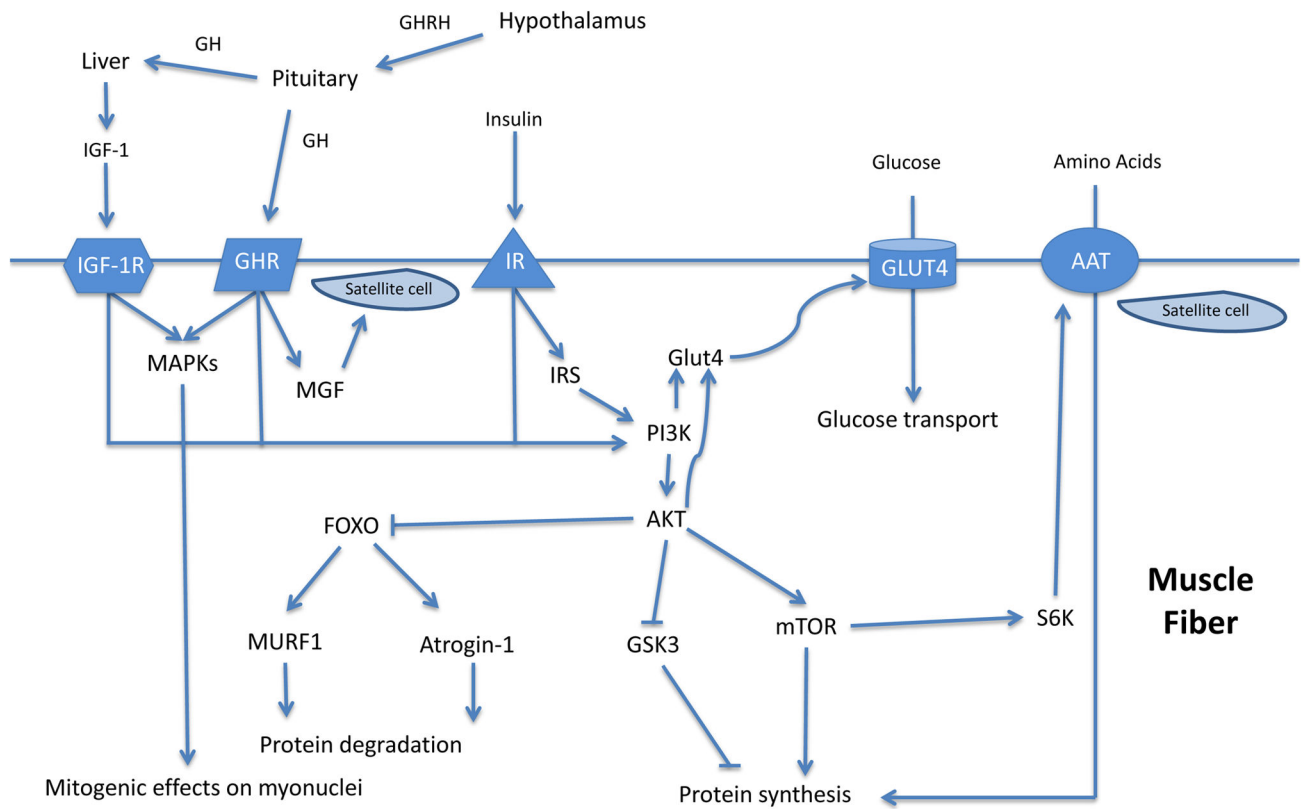 GHRH
Hypothalamus
GH
Liver
Pituitary
Insulin
GH
IGF-1
Glucose
Amino Acids
IGF-1R
GHR
IR
GLUT4
AAT
Satellite cell
Satellite cell
MAPKs
MGF
IRS
Glut4
Glucose transport
PI3K
FOXO
AKT
Muscle
Fiber
MURF1
Atrogin-1
GSK3
mTOR
S6K
Protein degradation
Mitogenic effects on myonuclei
Protein synthesis